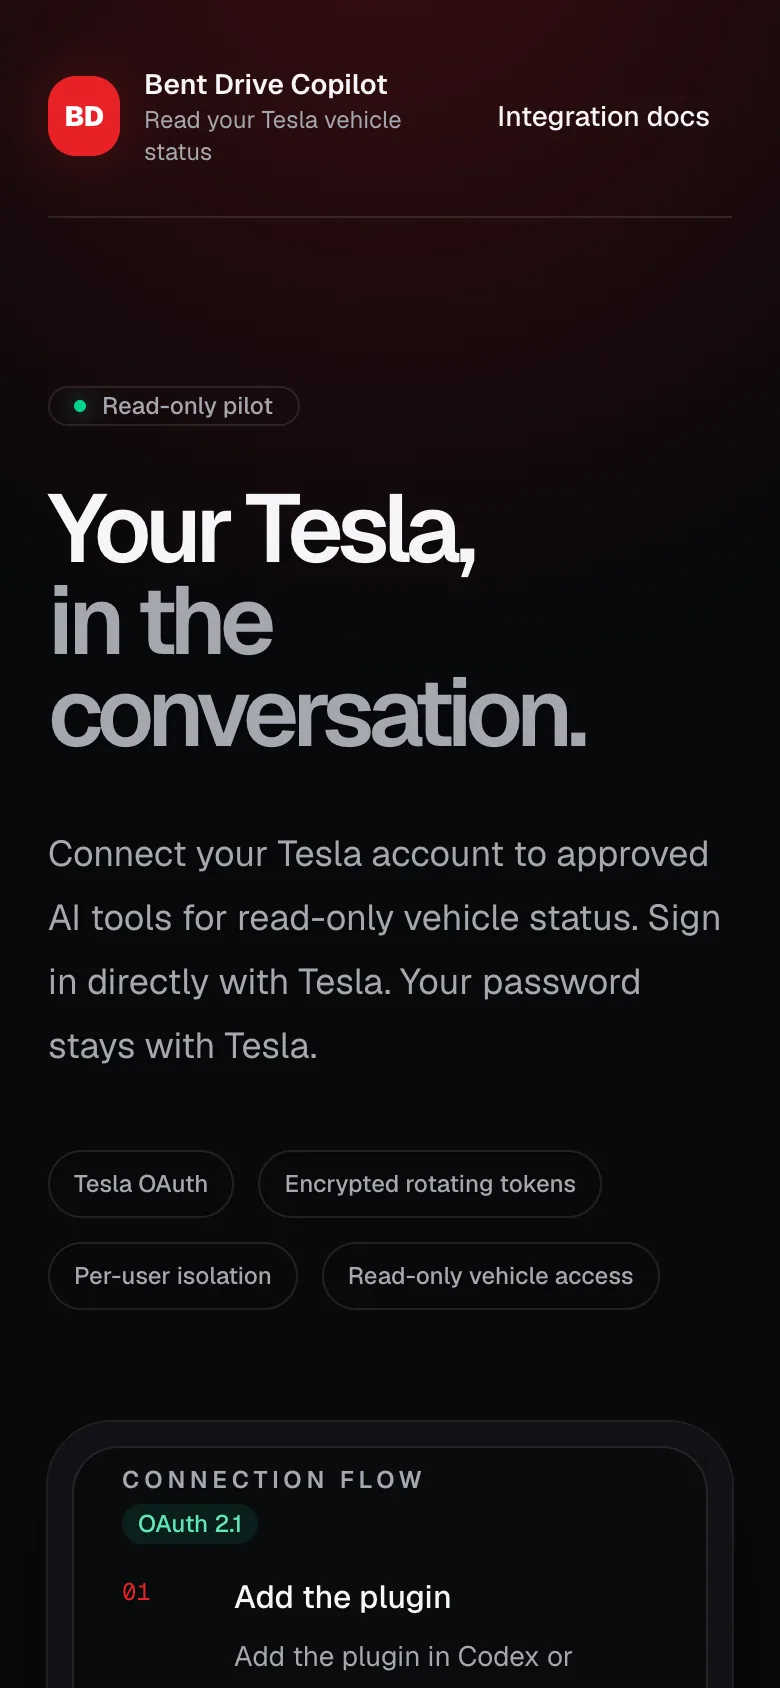 BD
Bent Drive Copilot
Read your Tesla vehicle
status
Integration docs
Read-only pilot
Your Tesla,
in the
conversation.
Connect your Tesla account to approved
AI tools for read-only vehicle status. Sign
in directly with Tesla. Your password
stays with Tesla.
Tesla OAuth
Encrypted rotating tokens
Per-user isolation
Read-only vehicle access
CONNECTION FLOW
OAuth 2.1
01
Add the plugin
Add the plugin in Codex or